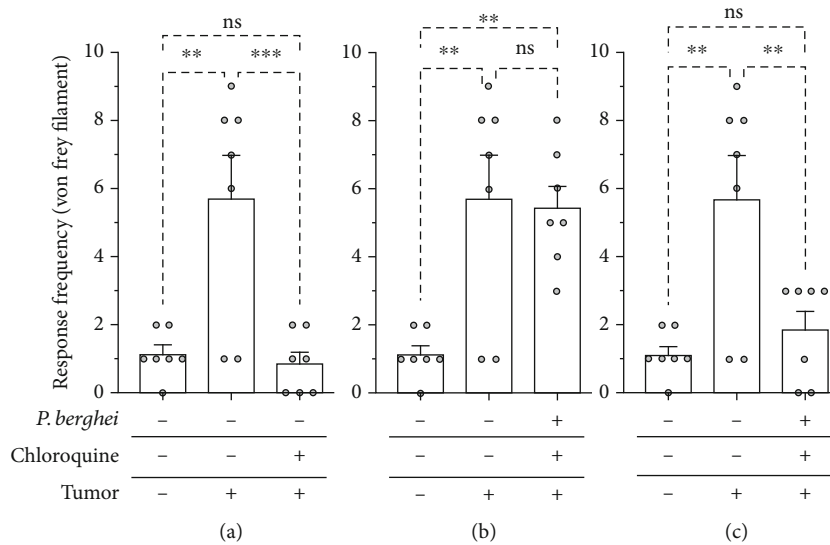 ns ** ns
** *** ** ns ** **
10 10 10
8 8 8
6 6 6
4 4 4
2 2 2
0 0 0
Response frequency (von frey filament)
P. berghei – – – – – + – – +
Chloroquine – – + – – + – – +
Tumor – + + – + + – + +
(a) (b) (c)